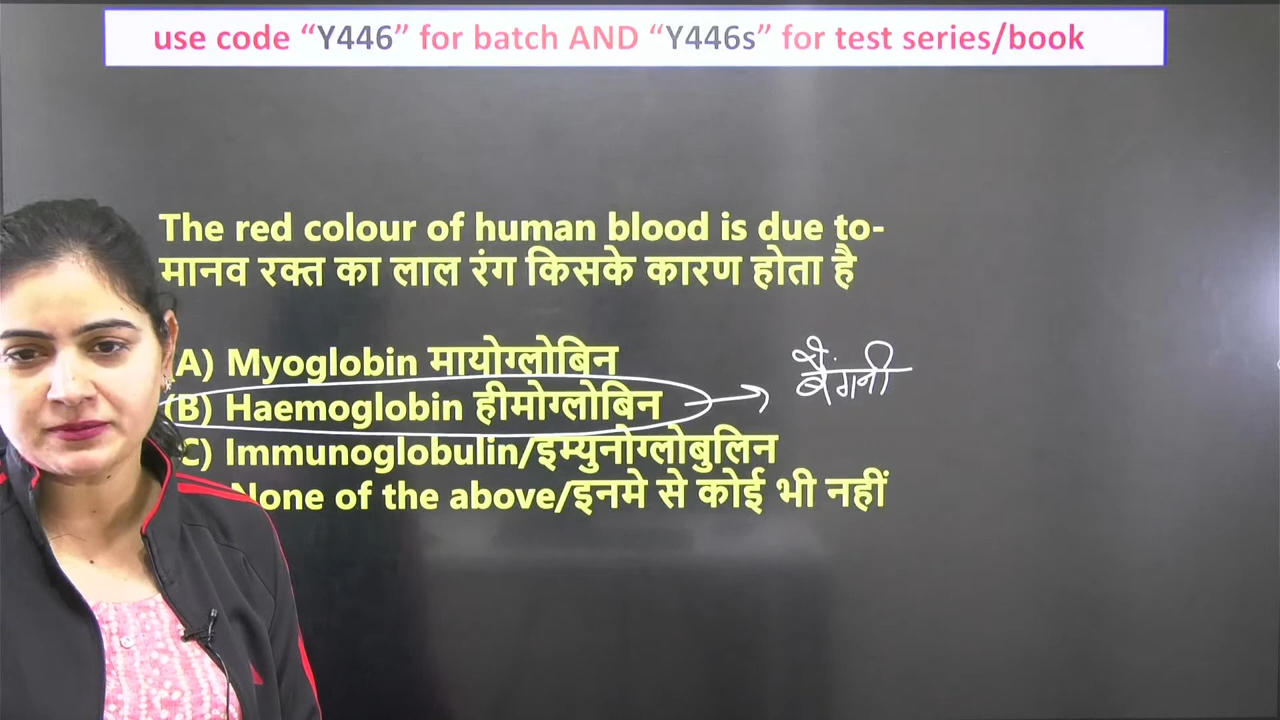 use code “Y446” for batch AND “Y446s” for test series/book
The red colour of human blood is due to-
मानव रक्त का लाल रंग किसके कारण होता है
A) Myoglobin मायोग्लोबिन
(B) Haemoglobin हीमोग्लोबिन
बैंगनी
C) Immunoglobulin/इम्युनोग्लोबुलिन
None of the above/इनमे से कोई भी नहीं